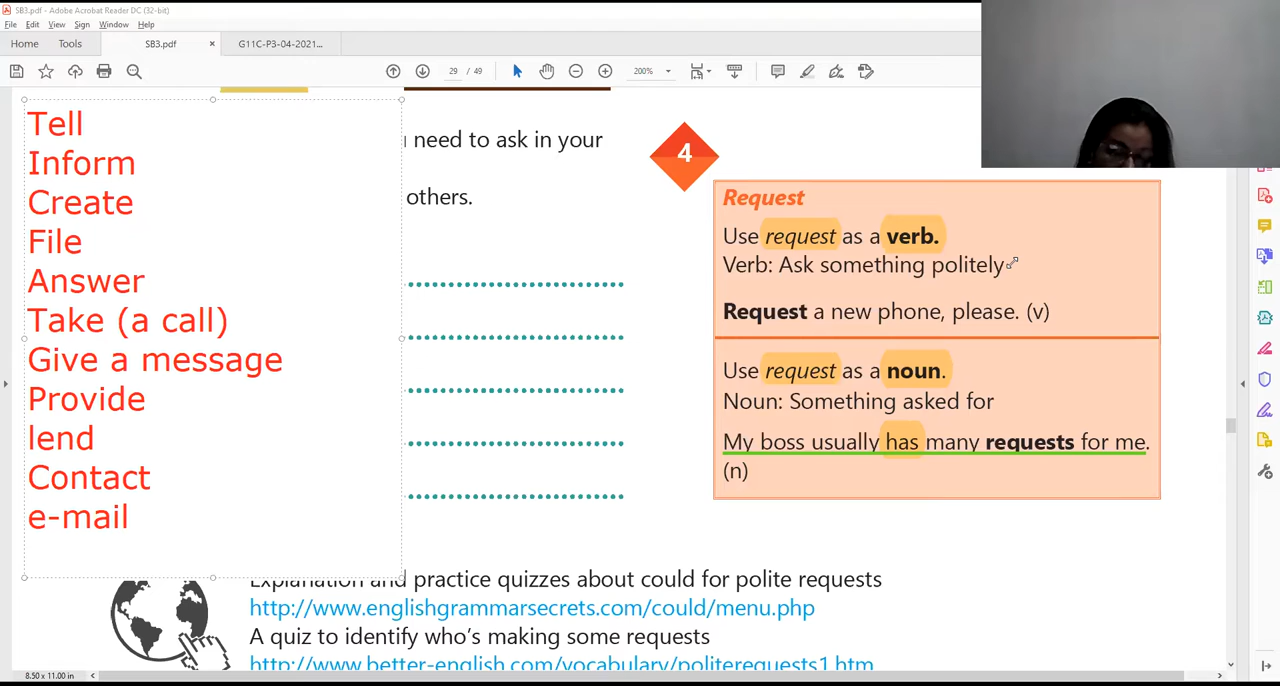 SB3.pdf - Adobe Acrobat Reader DC (32-bit)
File Edit View Sign Window Help
Home Tools SB3.pdf × G11C-P3-04-2021...
29 / 49 200%
Tell
Inform
Create
File
Answer
Take (a call)
Give a message
Provide
lend
Contact
e-mail
need to ask in your
others.
4
Request
Use request as a verb.
Verb: Ask something politely
Request a new phone, please. (v)
Use request as a noun.
Noun: Something asked for
My boss usually has many requests for me.
(n)
Explanation and practice quizzes about could for polite requests
http://www.englishgrammarsecrets.com/could/menu.php
A quiz to identify who's making some requests
http://www.better-english.com/vocabulary/politerequests1.htm
8.50 x 11.00 in